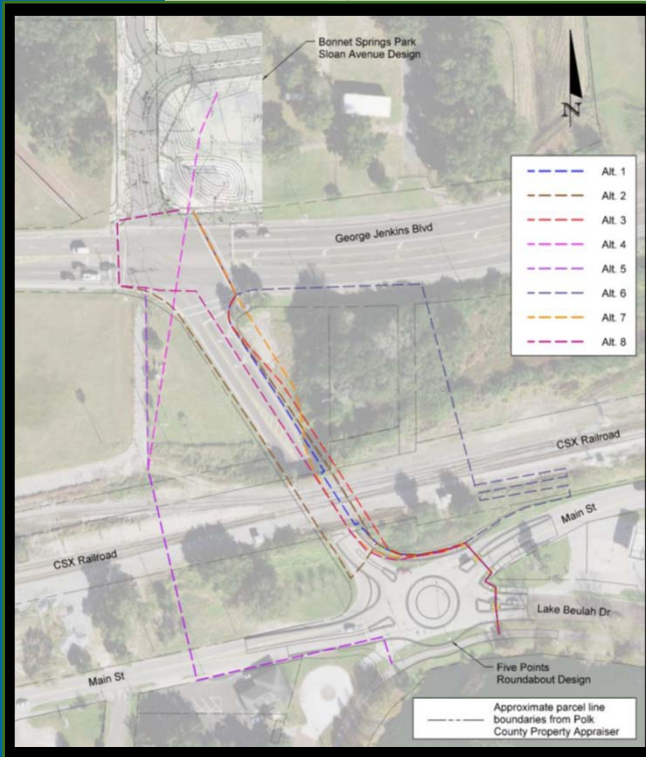 Bonnet Springs Park
Sloan Avenue Design
N
Alt. 1
Alt. 2
Alt. 3
Alt. 4
Alt. 5
Alt. 6
Alt. 7
Alt. 8
George Jenkins Blvd
CSX Railroad
Main St
CSX Railroad
Lake Beulah Dr
Main St
Five Points
Roundabout Design
Approximate parcel line
boundaries from Polk
County Property Appraiser